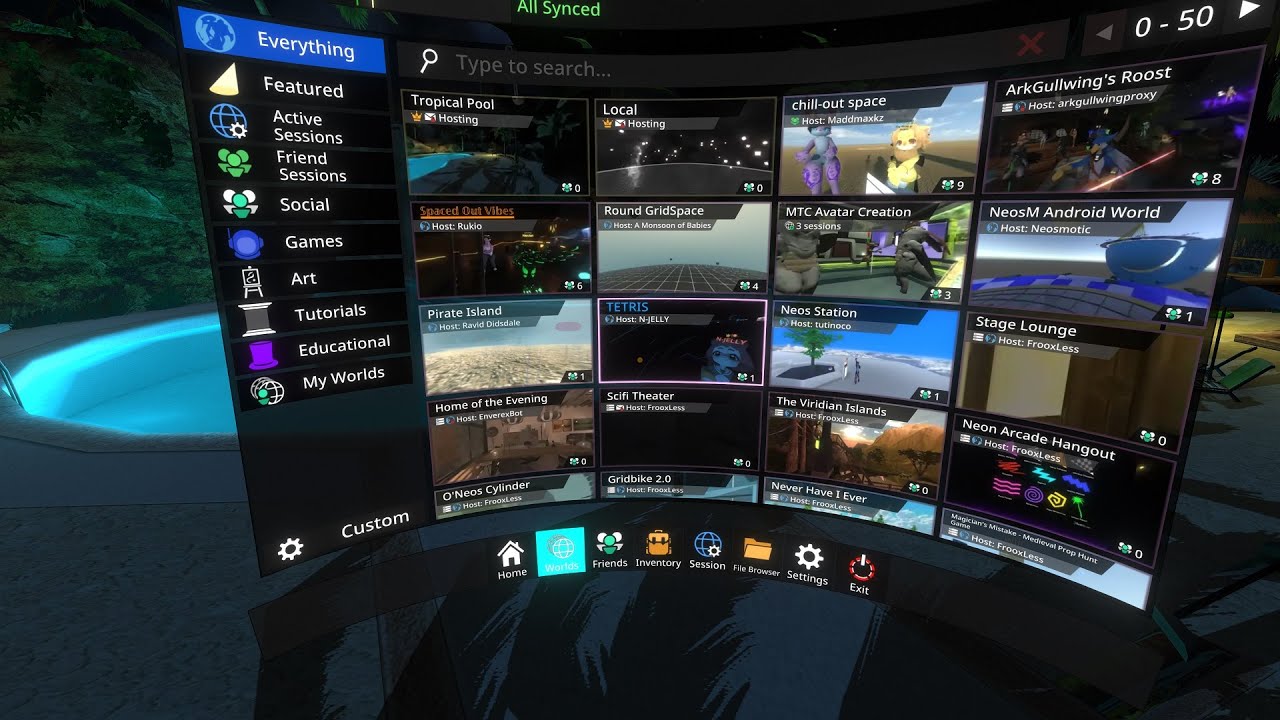 All Synced
Everything
Featured
Active
Sessions
Friend
Sessions
Social
Games
Art
Tutorials
Educational
My Worlds
Custom
Type to search...
0 - 50
Tropical Pool
Hosting
0
Local
Hosting
0
chill-out space
Host: Maddmaxkz
9
ArkGullwing's Roost
Host: arkgullwingproxy
8
Spaced Out Vibes
Host: Rukio
6
Round GridSpace
Host: A Monsoon of Babies
4
MTC Avatar Creation
3 sessions
3
NeosM Android World
Host: Neosmotic
1
Pirate Island
Host: Ravid Didsdale
1
TETRIS
Host: N-JELLY
N-JELLY
1
Neos Station
Host: tutinoco
1
Stage Lounge
Host: FrooxLess
0
Home of the Evening
Host: EnverexBot
0
Scifi Theater
Host: FrooxLess
0
The Viridian Islands
Host: FrooxLess
0
Neon Arcade Hangout
Host: FrooxLess
0
O'Neos Cylinder
Host: FrooxLess
Gridbike 2.0
Host: FrooxLess
Never Have I Ever
Host: FrooxLess
Magician's Mistake - Medieval Prop Hunt
Game
Host: FrooxLess
Home
Worlds
Friends
Inventory
Session
File Browser
Settings
Exit